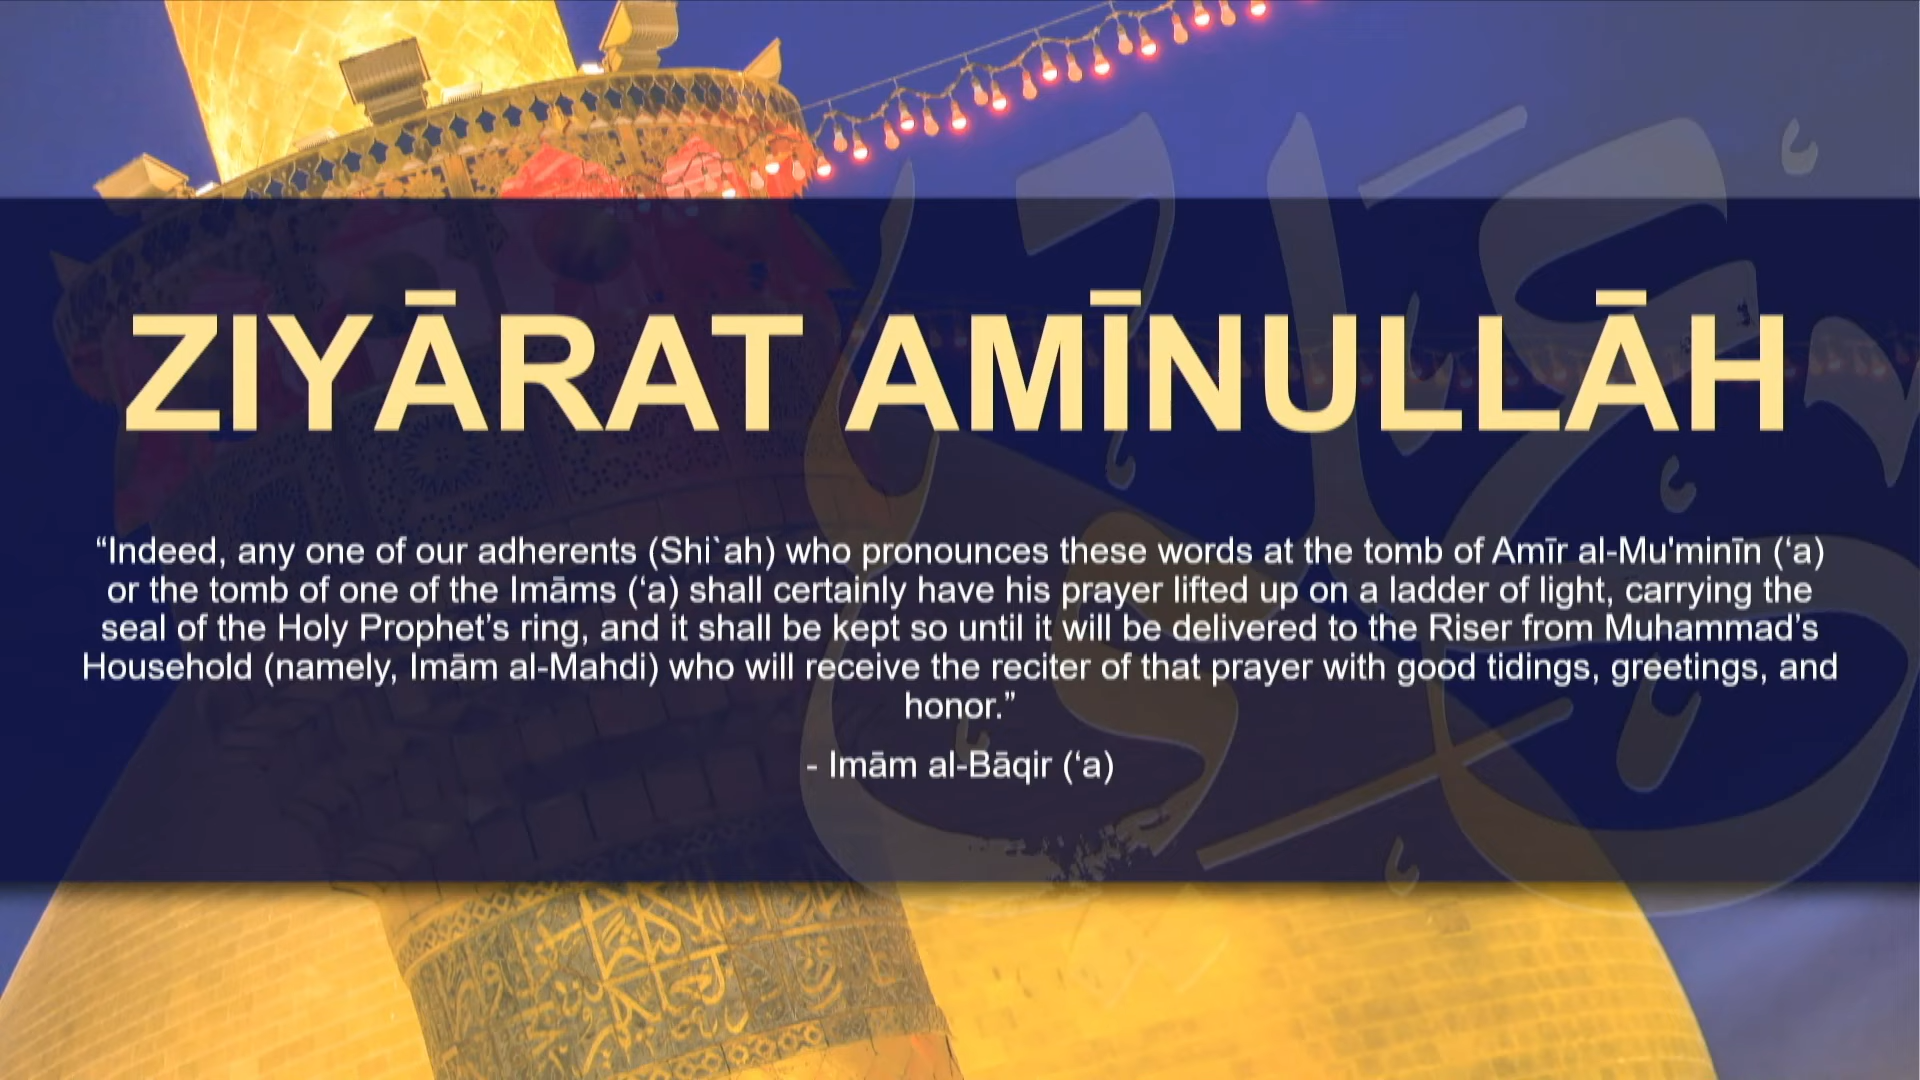 ZIYĀRAT AMĪNULLĀH
“Indeed, any one of our adherents (Shi`ah) who pronounces these words at the tomb of Amīr al-Mu'minīn (‘a)
or the tomb of one of the Imāms (‘a) shall certainly have his prayer lifted up on a ladder of light, carrying the
seal of the Holy Prophet’s ring, and it shall be kept so until it will be delivered to the Riser from Muhammad’s
Household (namely, Imām al-Mahdi) who will receive the reciter of that prayer with good tidings, greetings, and
honor.”
- Imām al-Bāqir (‘a)